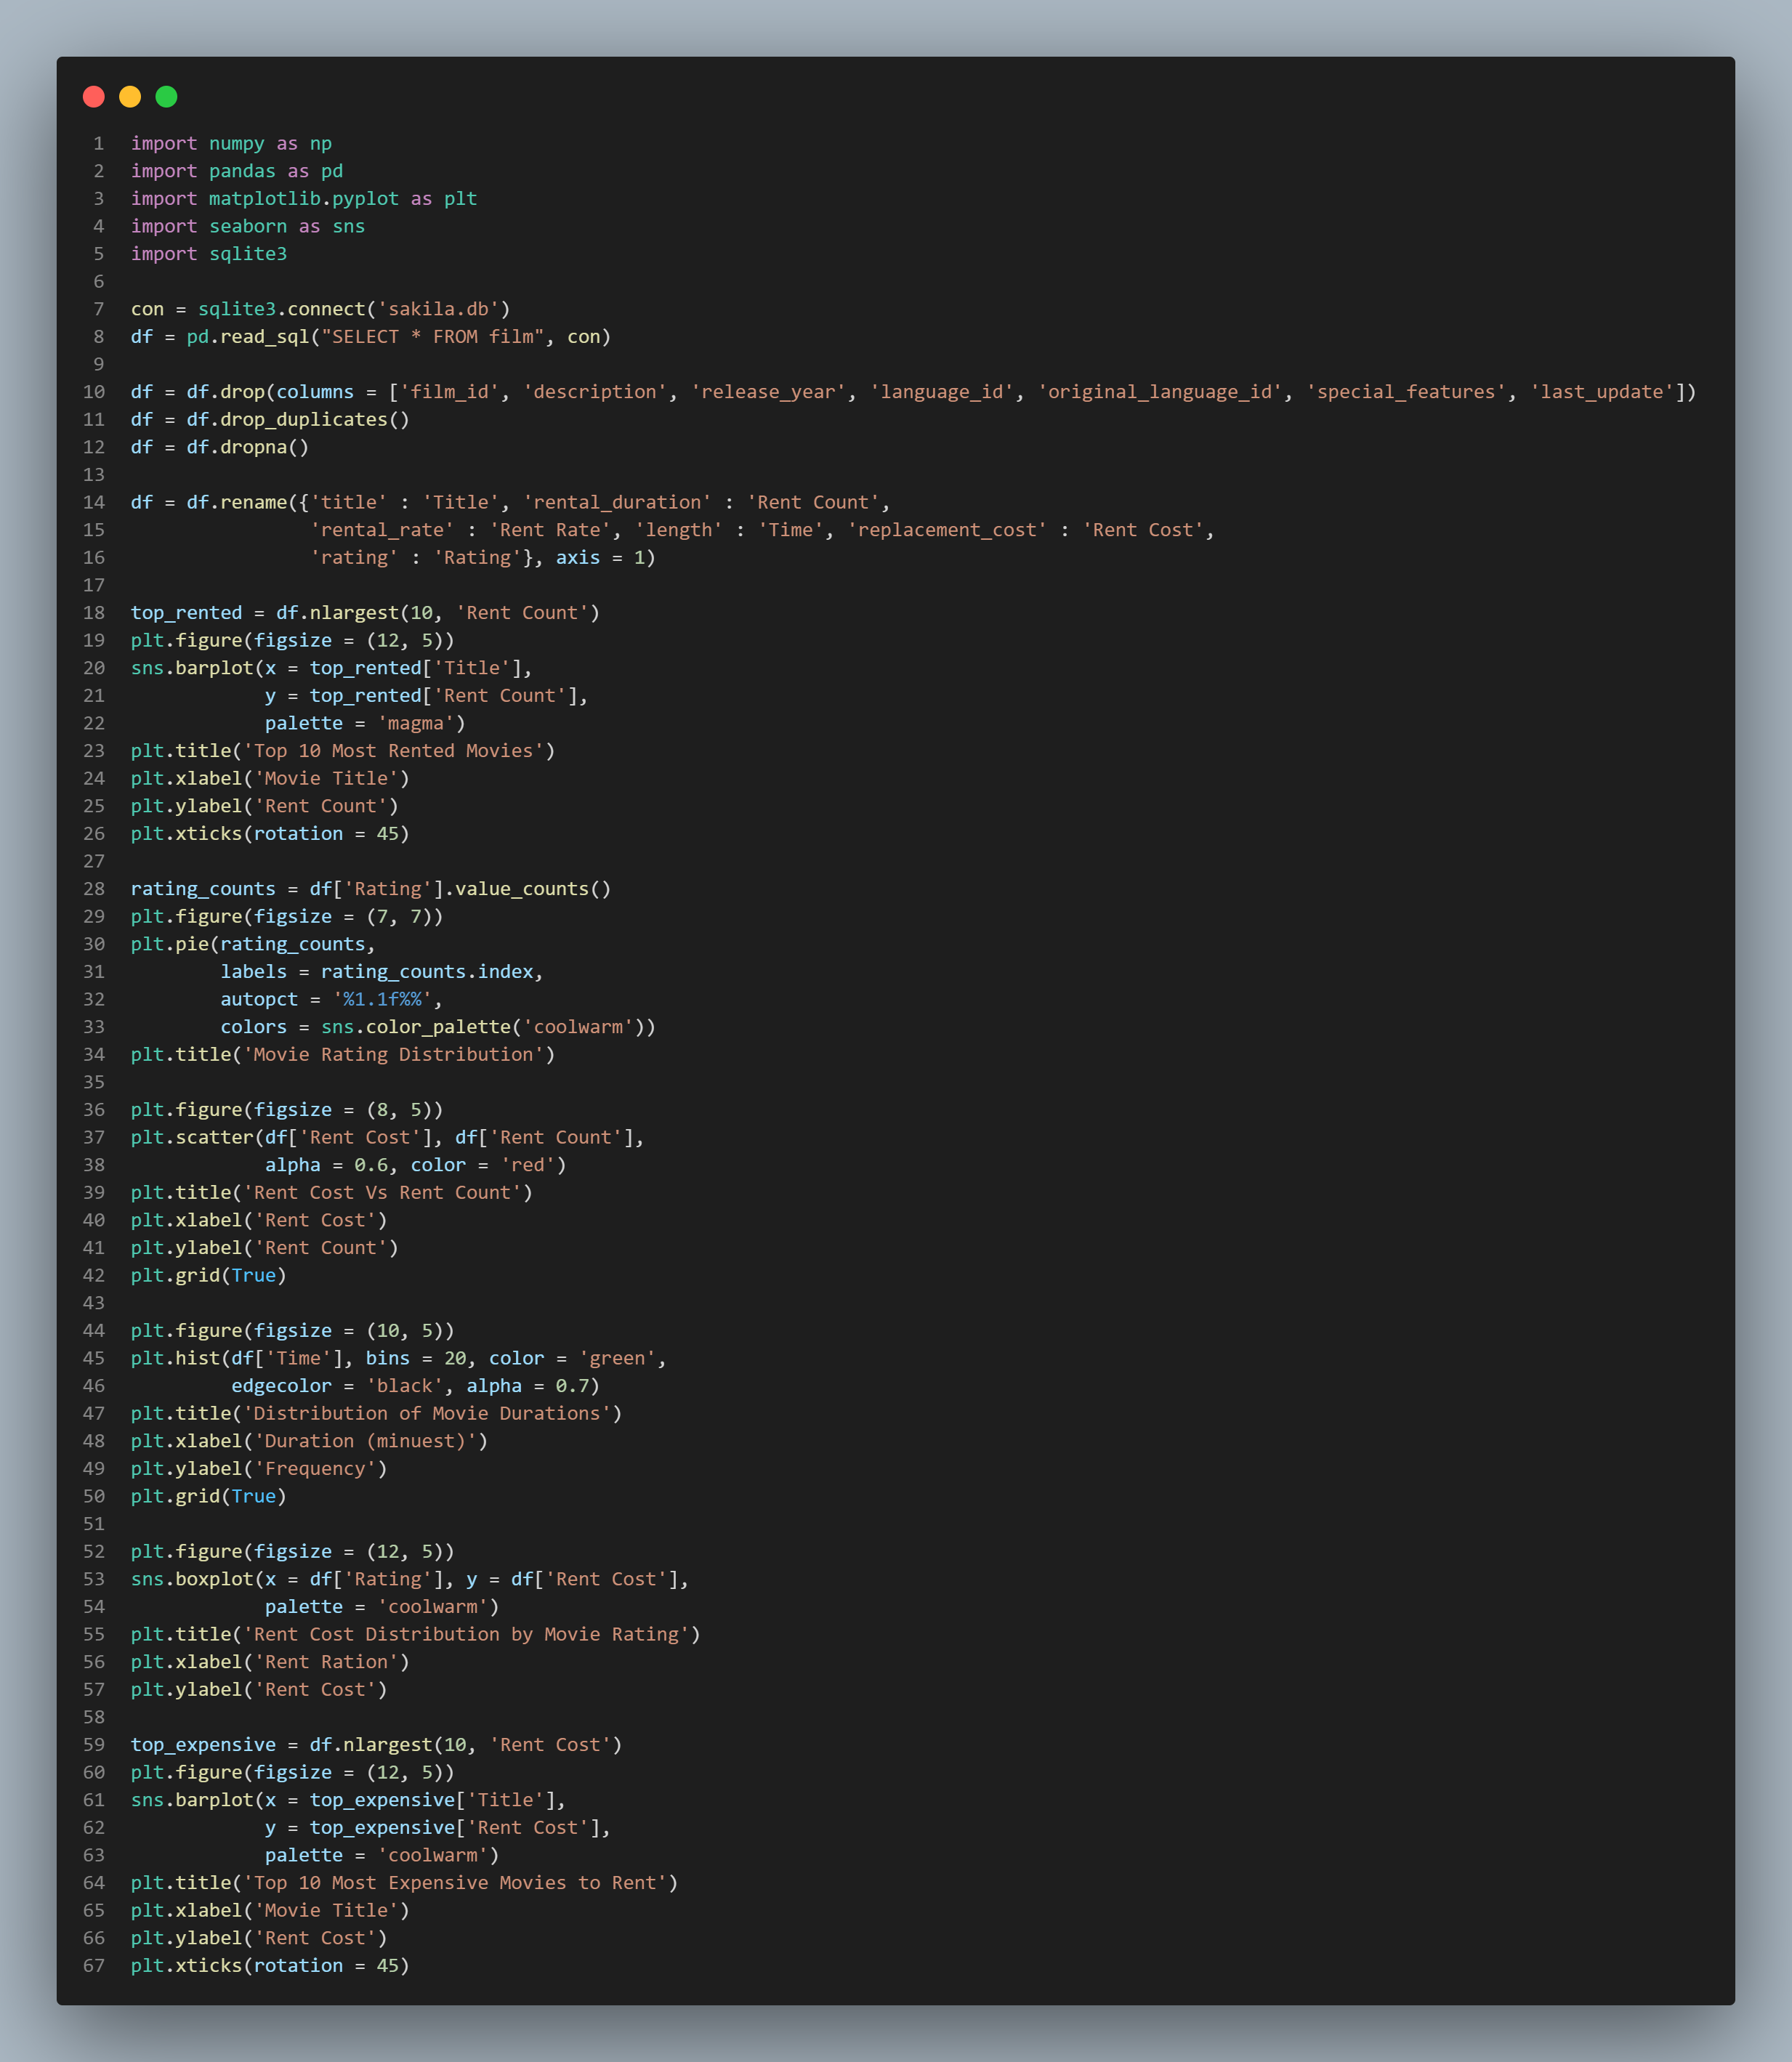 1 import numpy as np
2 import pandas as pd
3 import matplotlib.pyplot as plt
4 import seaborn as sns
5 import sqlite3
6
7 con = sqlite3.connect('sakila.db')
8 df = pd.read_sql("SELECT * FROM film", con)
9
10 df = df.drop(columns = ['film_id', 'description', 'release_year', 'language_id', 'original_language_id', 'special_features', 'last_update'])
11 df = df.drop_duplicates()
12 df = df.dropna()
13
14 df = df.rename({'title' : 'Title', 'rental_duration' : 'Rent Count',
15                 'rental_rate' : 'Rent Rate', 'length' : 'Time', 'replacement_cost' : 'Rent Cost',
16                 'rating' : 'Rating'}, axis = 1)
17
18 top_rented = df.nlargest(10, 'Rent Count')
19 plt.figure(figsize = (12, 5))
20 sns.barplot(x = top_rented['Title'],
21             y = top_rented['Rent Count'],
22             palette = 'magma')
23 plt.title('Top 10 Most Rented Movies')
24 plt.xlabel('Movie Title')
25 plt.ylabel('Rent Count')
26 plt.xticks(rotation = 45)
27
28 rating_counts = df['Rating'].value_counts()
29 plt.figure(figsize = (7, 7))
30 plt.pie(rating_counts,
31         labels = rating_counts.index,
32         autopct = '%1.1f%%',
33         colors = sns.color_palette('coolwarm'))
34 plt.title('Movie Rating Distribution')
35
36 plt.figure(figsize = (8, 5))
37 plt.scatter(df['Rent Cost'], df['Rent Count'],
38             alpha = 0.6, color = 'red')
39 plt.title('Rent Cost Vs Rent Count')
40 plt.xlabel('Rent Cost')
41 plt.ylabel('Rent Count')
42 plt.grid(True)
43
44 plt.figure(figsize = (10, 5))
45 plt.hist(df['Time'], bins = 20, color = 'green',
46          edgecolor = 'black', alpha = 0.7)
47 plt.title('Distribution of Movie Durations')
48 plt.xlabel('Duration (minuest)')
49 plt.ylabel('Frequency')
50 plt.grid(True)
51
52 plt.figure(figsize = (12, 5))
53 sns.boxplot(x = df['Rating'], y = df['Rent Cost'],
54             palette = 'coolwarm')
55 plt.title('Rent Cost Distribution by Movie Rating')
56 plt.xlabel('Rent Ration')
57 plt.ylabel('Rent Cost')
58
59 top_expensive = df.nlargest(10, 'Rent Cost')
60 plt.figure(figsize = (12, 5))
61 sns.barplot(x = top_expensive['Title'],
62             y = top_expensive['Rent Cost'],
63             palette = 'coolwarm')
64 plt.title('Top 10 Most Expensive Movies to Rent')
65 plt.xlabel('Movie Title')
66 plt.ylabel('Rent Cost')
67 plt.xticks(rotation = 45)